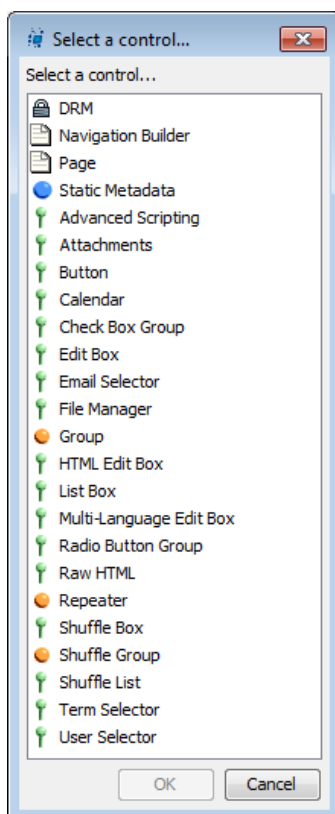 Select a control...
Select a control...
DRM
Navigation Builder
Page
Static Metadata
Advanced Scripting
Attachments
Button
Calendar
Check Box Group
Edit Box
Email Selector
File Manager
Group
HTML Edit Box
List Box
Multi-Language Edit Box
Radio Button Group
Raw HTML
Repeater
Shuffle Box
Shuffle Group
Shuffle List
Term Selector
User Selector
OK Cancel